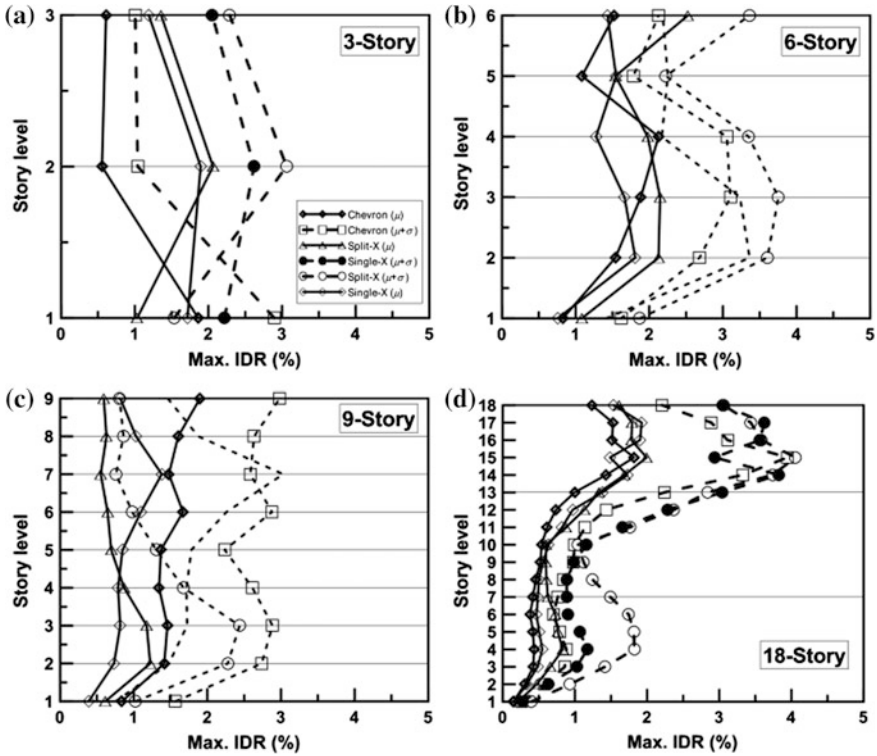 (a)
3-Story
3
2
1
Story level
0 1 2 3 4 5
Max. IDR (%)
Chevron (μ)
Chevron (μ+σ)
Split-X (μ)
Single-X (μ+σ)
Split-X (μ+σ)
Single-X (μ)
(b)
6-Story
6
5
4
3
2
1
Story level
0 1 2 3 4 5
Max. IDR (%)
(c)
9-Story
9
8
7
6
5
4
3
2
1
Story level
0 1 2 3 4 5
Max. IDR (%)
(d)
18-Story
18
17
16
15
14
13
12
11
10
9
8
7
6
5
4
3
2
1
Story level
0 1 2 3 4 5
Max. IDR (%)